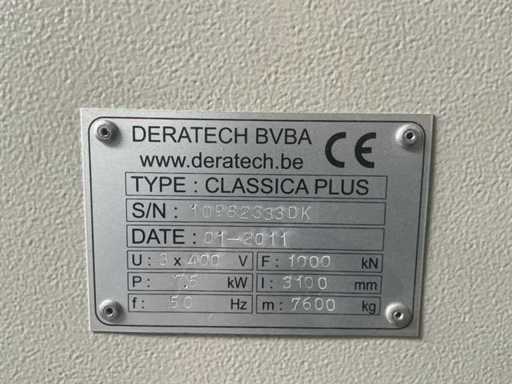 DERATECH BVBA CE
www.deratech.be
TYPE : CLASSICA PLUS
S/N : 109823330K
DATE : 01-2011
U : 3 x 400 V F : 1000 kN
P : 7,5 kW l : 3100 mm
f : 50 Hz m : 7600 kg